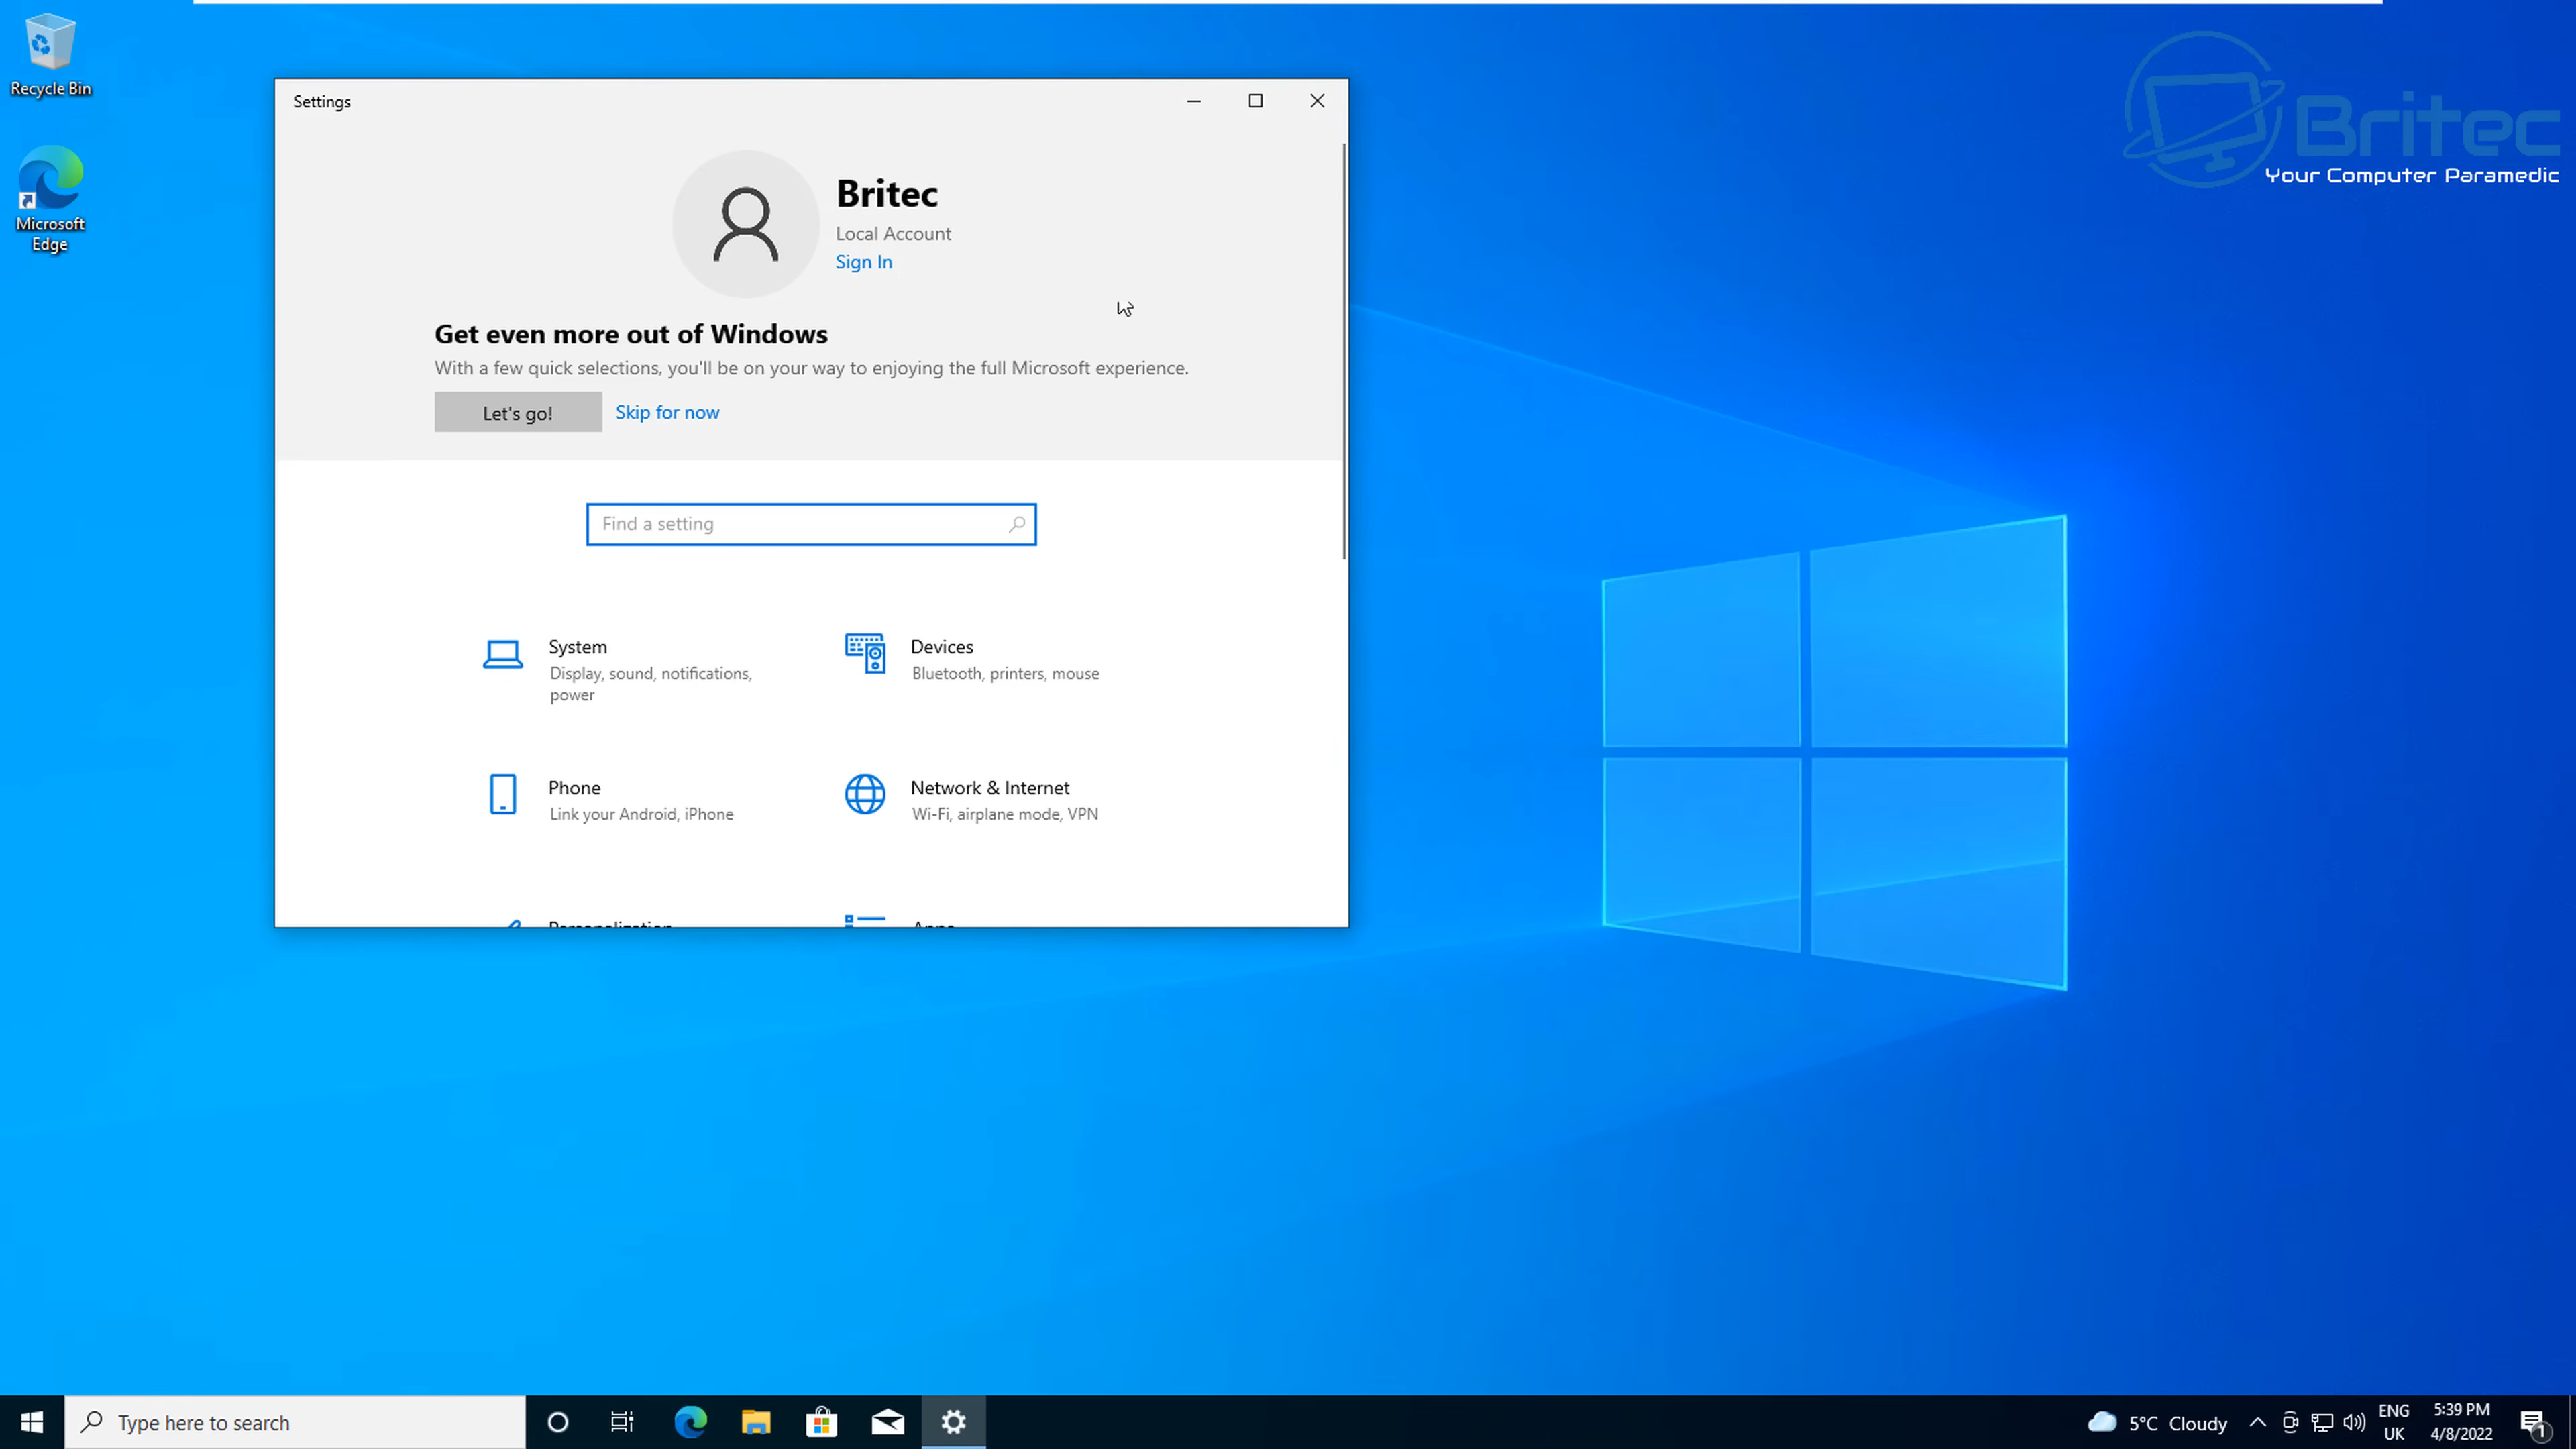 Recycle Bin
Microsoft
Edge
Britec
Your Computer Paramedic
Settings
Britec
Local Account
Sign In
Get even more out of Windows
With a few quick selections, you'll be on your way to enjoying the full Microsoft experience.
Let's go!
Skip for now
Find a setting
System
Display, sound, notifications,
power
Devices
Bluetooth, printers, mouse
Phone
Link your Android, iPhone
Network & Internet
Wi-Fi, airplane mode, VPN
Personalization
Apps
Type here to search
5°C Cloudy
ENG
UK
5:39 PM
4/8/2022
1